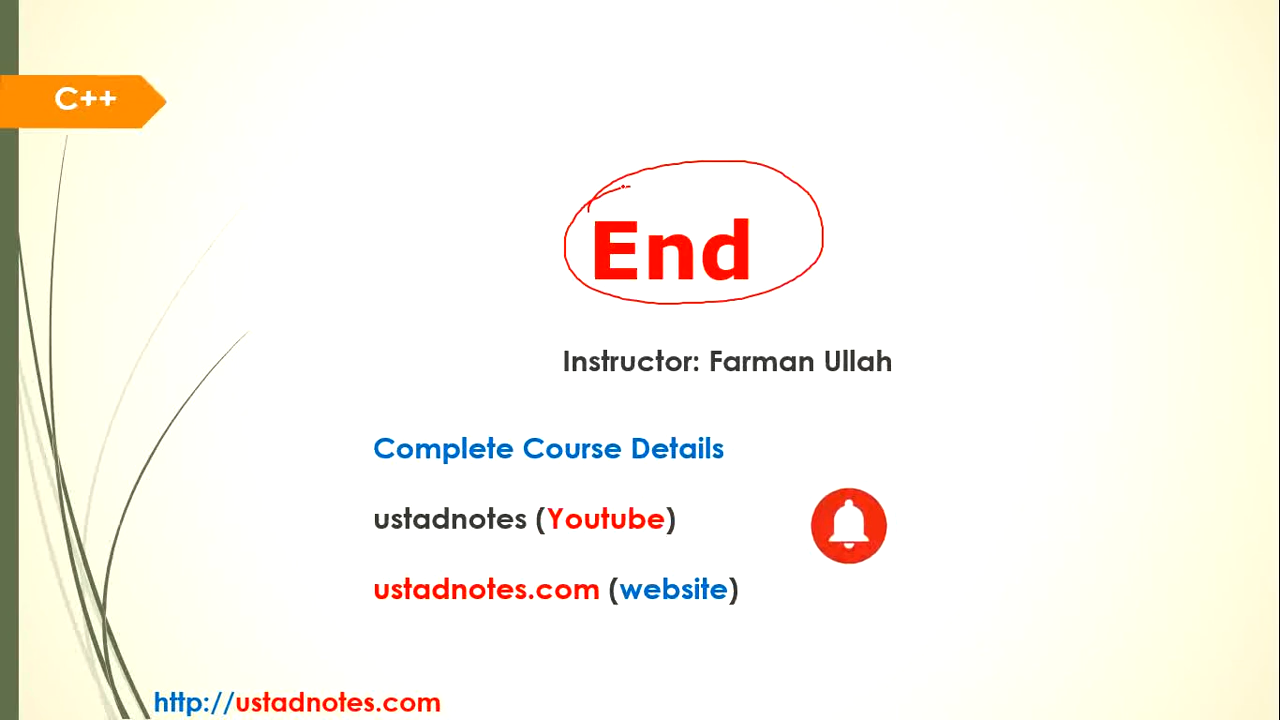 C++
End
Instructor: Farman Ullah
Complete Course Details
ustadnotes (Youtube)
ustadnotes.com (website)
http://ustadnotes.com